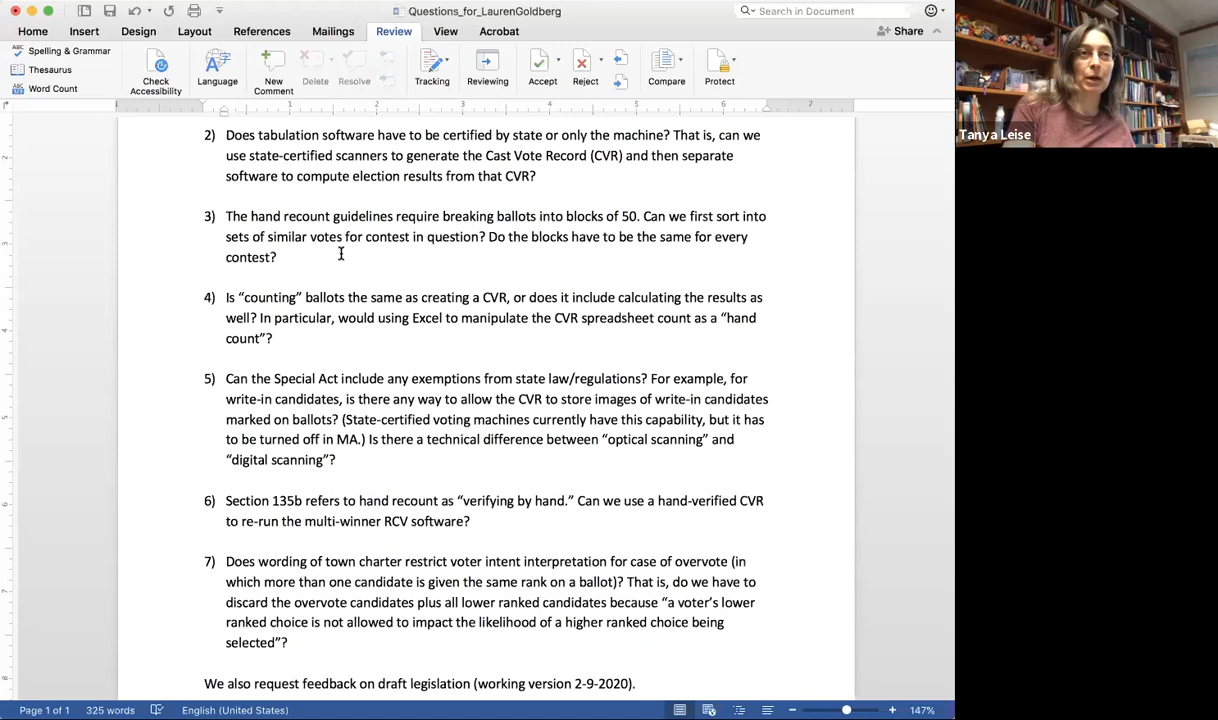 Questions_for_LaurenGoldberg
Search in Document
Home Insert Design Layout References Mailings Review View Acrobat
Share
Spelling & Grammar
Thesaurus
Word Count
Check Accessibility
Language
New Comment
Delete
Resolve
Tracking
Reviewing
Accept
Reject
Compare
Protect
1 1 2 3 4 5 6 7
Tanya Leise
2) Does tabulation software have to be certified by state or only the machine? That is, can we
use state-certified scanners to generate the Cast Vote Record (CVR) and then separate
software to compute election results from that CVR?
3) The hand recount guidelines require breaking ballots into blocks of 50. Can we first sort into
sets of similar votes for contest in question? Do the blocks have to be the same for every
contest?
4) Is “counting” ballots the same as creating a CVR, or does it include calculating the results as
well? In particular, would using Excel to manipulate the CVR spreadsheet count as a “hand
count”?
5) Can the Special Act include any exemptions from state law/regulations? For example, for
write-in candidates, is there any way to allow the CVR to store images of write-in candidates
marked on ballots? (State-certified voting machines currently have this capability, but it has
to be turned off in MA.) Is there a technical difference between “optical scanning” and
“digital scanning”?
6) Section 135b refers to hand recount as “verifying by hand.” Can we use a hand-verified CVR
to re-run the multi-winner RCV software?
7) Does wording of town charter restrict voter intent interpretation for case of overvote (in
which more than one candidate is given the same rank on a ballot)? That is, do we have to
discard the overvote candidates plus all lower ranked candidates because “a voter’s lower
ranked choice is not allowed to impact the likelihood of a higher ranked choice being
selected”?
We also request feedback on draft legislation (working version 2-9-2020).
Page 1 of 1 325 words English (United States) 147%